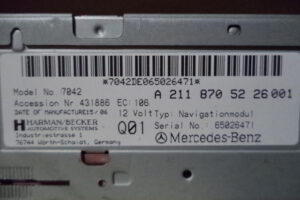 *7042DE065026471*
Model No.: 7042
A 211 870 52 26 001
Accession Nr 431886 EC: 106
DATE OF MANUFACTURE 15/06
12 Volt Typ: Navigationmodul
HARMAN/BECKER
AUTOMOTIVE SYSTEMS
Q01
Serial No.: 65026471
Industriestrasse 1
76744 Wörth-Schaidt, Germany
Mercedes-Benz